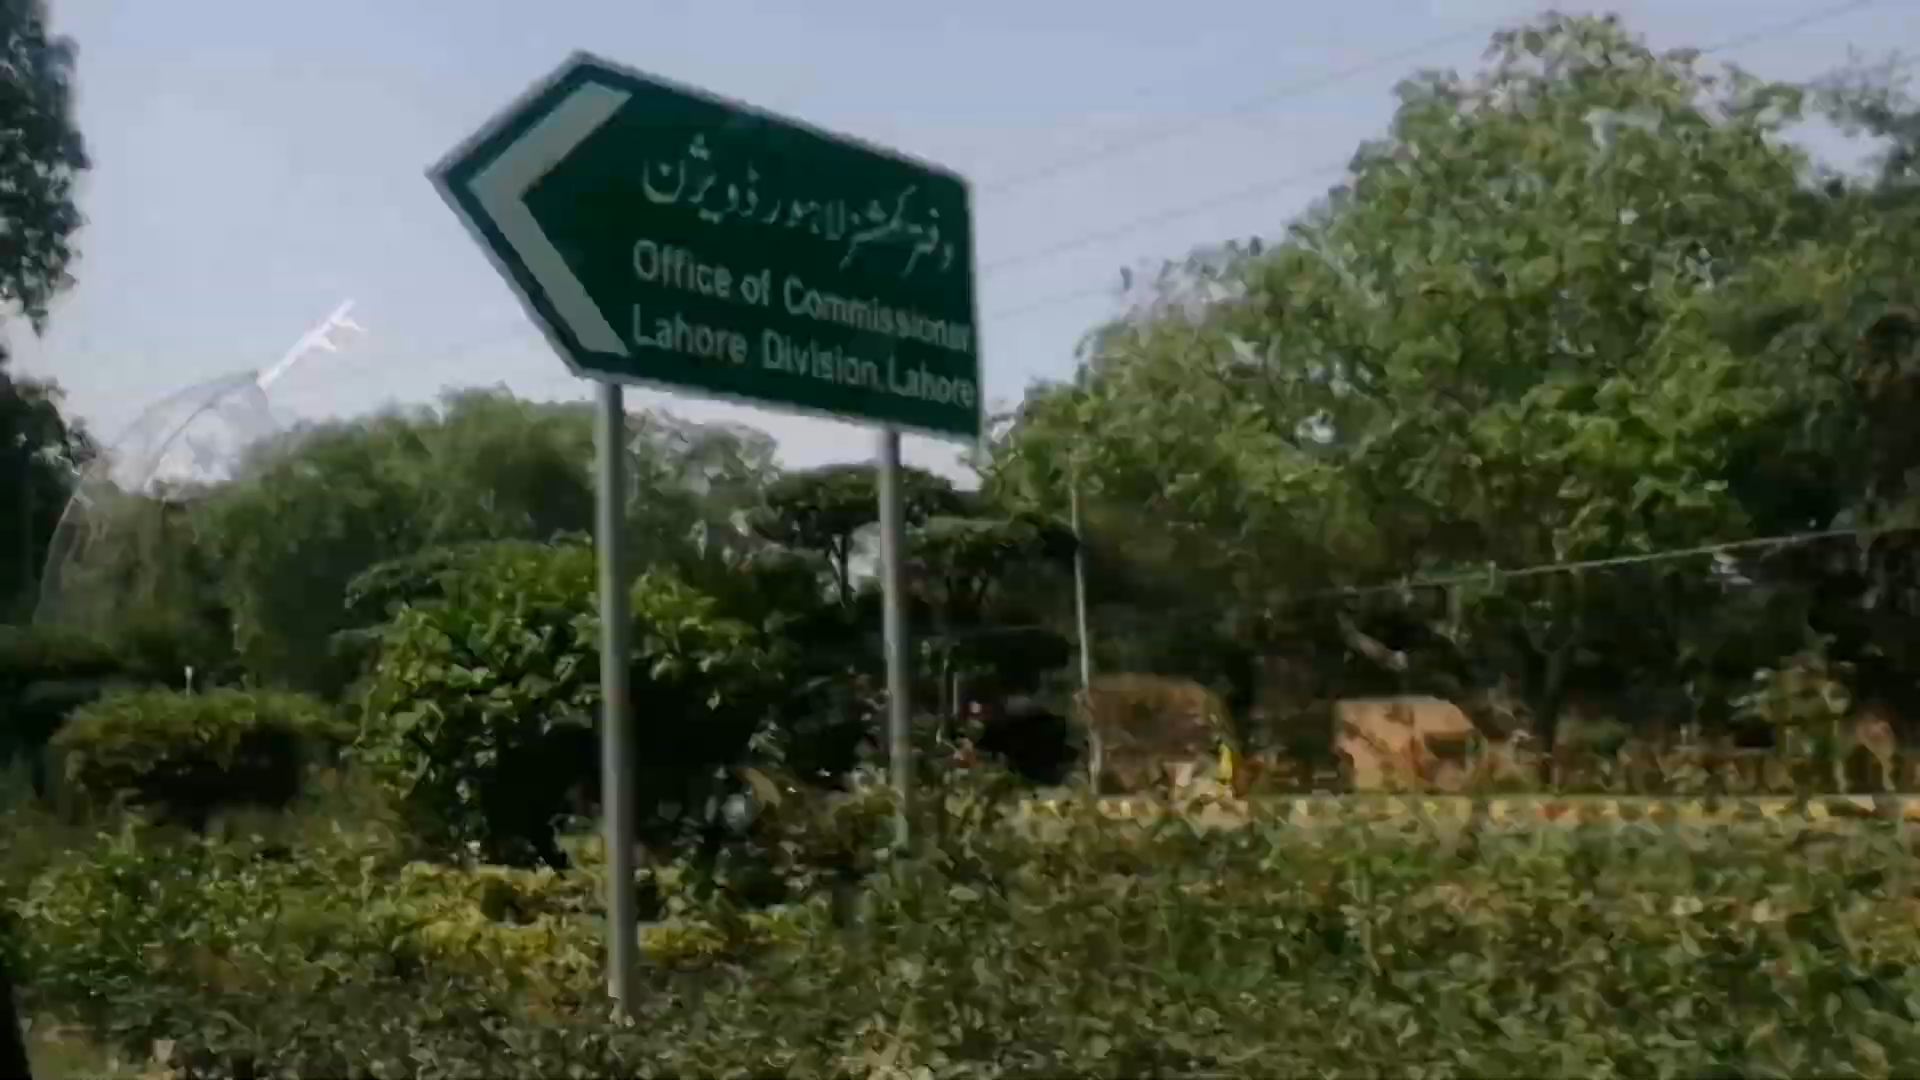 دفتر کمشنر لاہور ڈویژن
Office of Commissioner
Lahore Division, Lahore